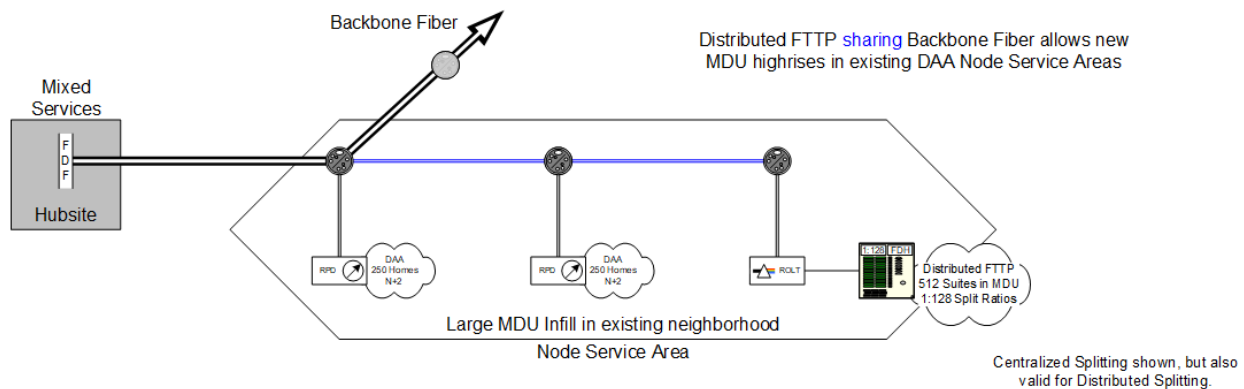 Backbone Fiber
Distributed FTTP sharing Backbone Fiber allows new
MDU highrises in existing DAA Node Service Areas
Mixed
Services
F
D
F
Hubsite
RPD
DAA
250 Homes
N+2
RPD
DAA
250 Homes
N+2
ROLT
1:128 FDH
Distributed FTTP
512 Suites in MDU
1:128 Split Ratios
Large MDU Infill in existing neighborhood
Node Service Area
Centralized Splitting shown, but also
valid for Distributed Splitting.